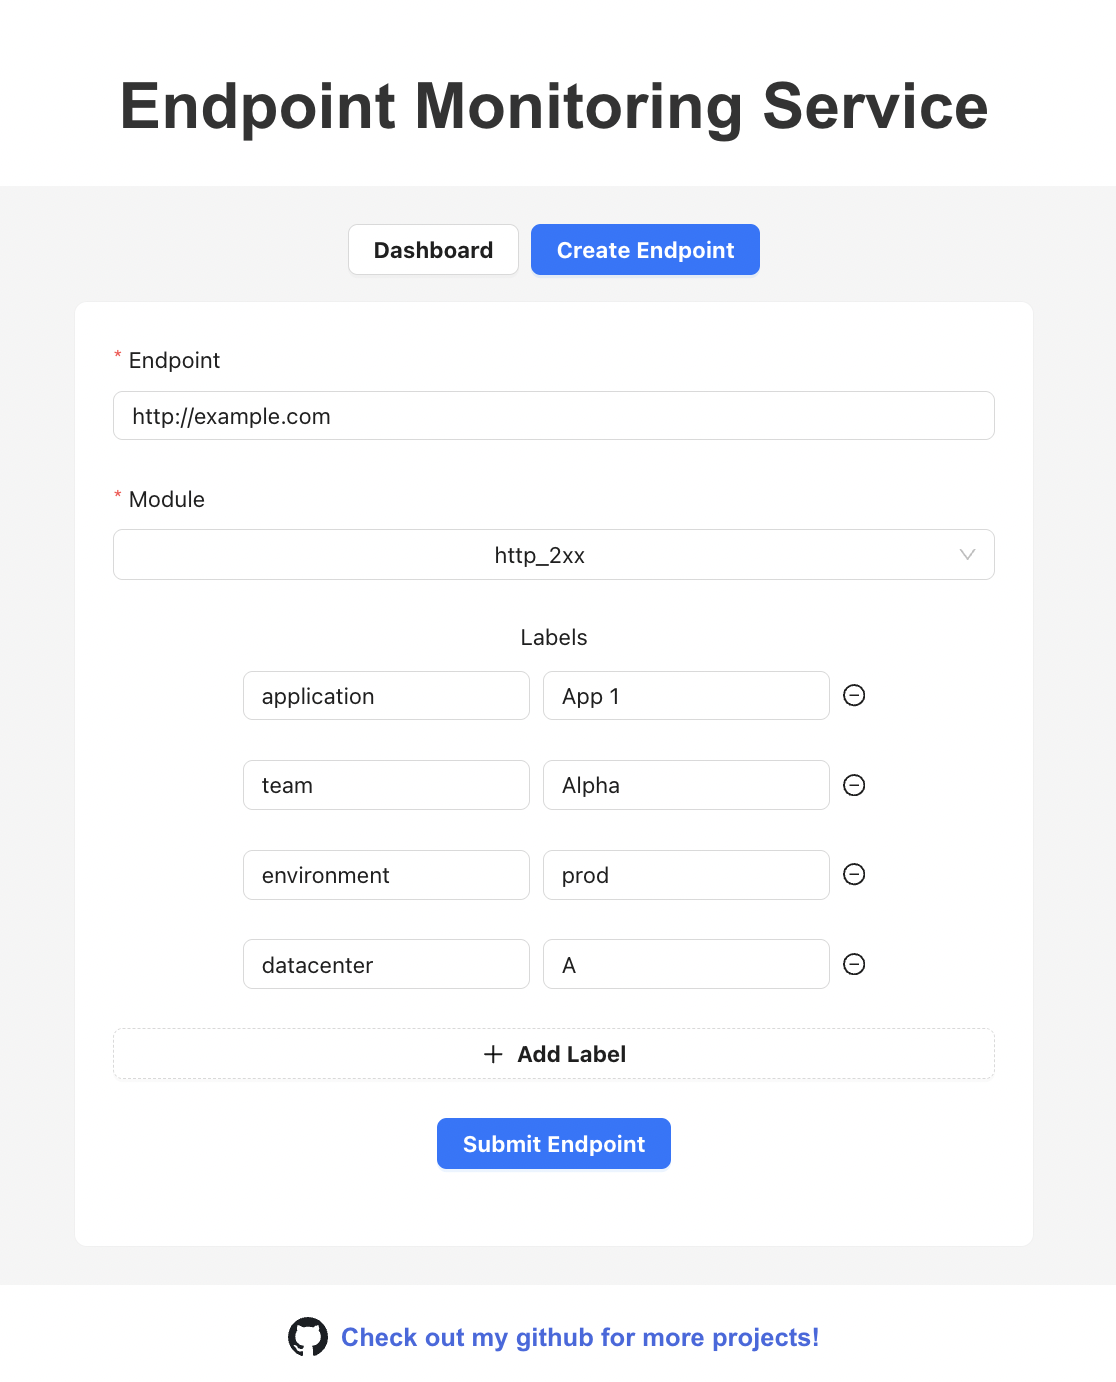 Endpoint Monitoring Service
Dashboard Create Endpoint
* Endpoint
http://example.com
* Module
http_2xx
Labels
application App 1
team Alpha
environment prod
datacenter A
+ Add Label
Submit Endpoint
Check out my github for more projects!